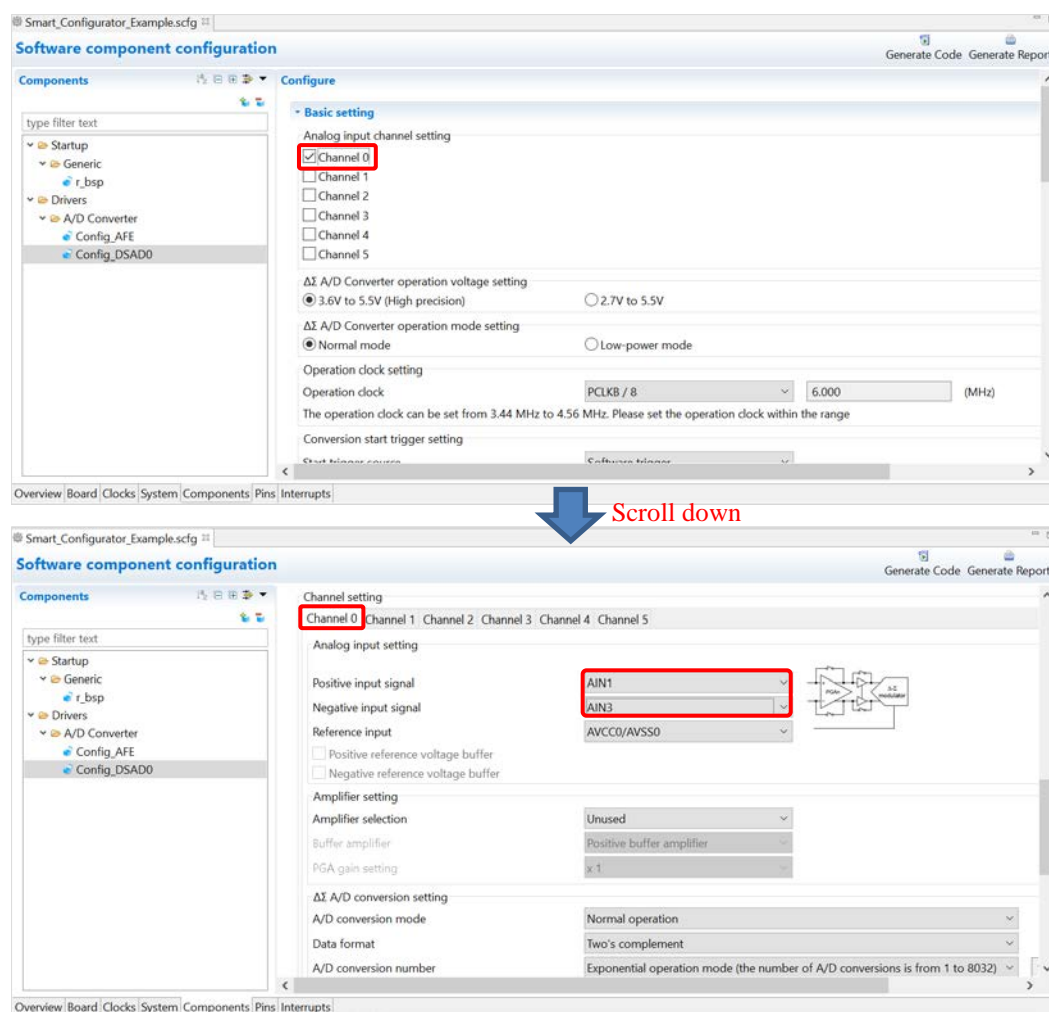 Smart_Configurator_Example.scfg
Software component configuration
Generate Code Generate Report
Components
Configure
type filter text
Startup
Generic
r_bsp
Drivers
A/D Converter
Config_AFE
Config_DSAD0
Basic setting
Analog input channel setting
Channel 0
Channel 1
Channel 2
Channel 3
Channel 4
Channel 5
ΔΣ A/D Converter operation voltage setting
3.6V to 5.5V (High precision) 2.7V to 5.5V
ΔΣ A/D Converter operation mode setting
Normal mode Low-power mode
Operation clock setting
Operation clock PCLKB / 8 6.000 (MHz)
The operation clock can be set from 3.44 MHz to 4.56 MHz. Please set the operation clock within the range
Conversion start trigger setting
Start trigger source Software trigger
Overview Board Clocks System Components Pins Interrupts
Scroll down
Smart_Configurator_Example.scfg
Software component configuration
Generate Code Generate Report
Components
type filter text
Startup
Generic
r_bsp
Drivers
A/D Converter
Config_AFE
Config_DSAD0
Channel setting
Channel 0 Channel 1 Channel 2 Channel 3 Channel 4 Channel 5
Analog input setting
Positive input signal AIN1
Negative input signal AIN3
Reference input AVCC0/AVSS0
Positive reference voltage buffer
Negative reference voltage buffer
Amplifier setting
Amplifier selection Unused
Buffer amplifier Positive buffer amplifier
PGA gain setting x 1
ΔΣ A/D conversion setting
A/D conversion mode Normal operation
Data format Two's complement
A/D conversion number Exponential operation mode (the number of A/D conversions is from 1 to 8032)
Overview Board Clocks System Components Pins Interrupts